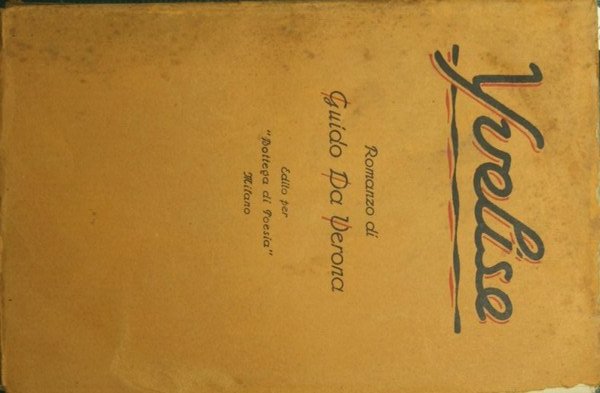 Yvelise
Romanzo di
Guido Da Verona
Edito per
"Bottega di Poesia"
Milano